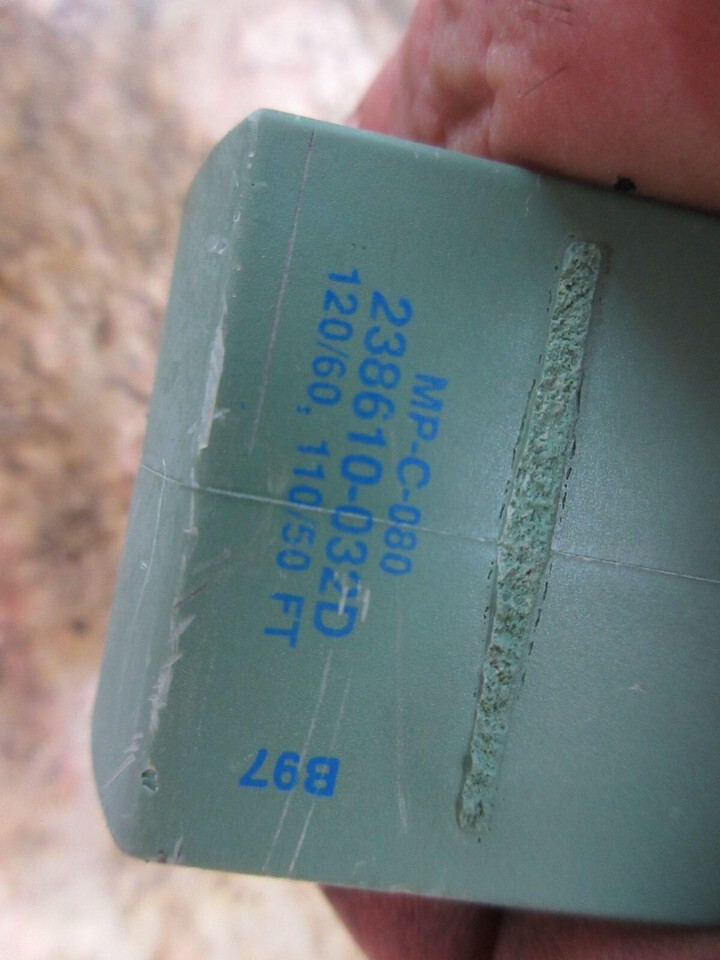 MP-C-080
238610-032D
120/60; 110/50 FT
B97